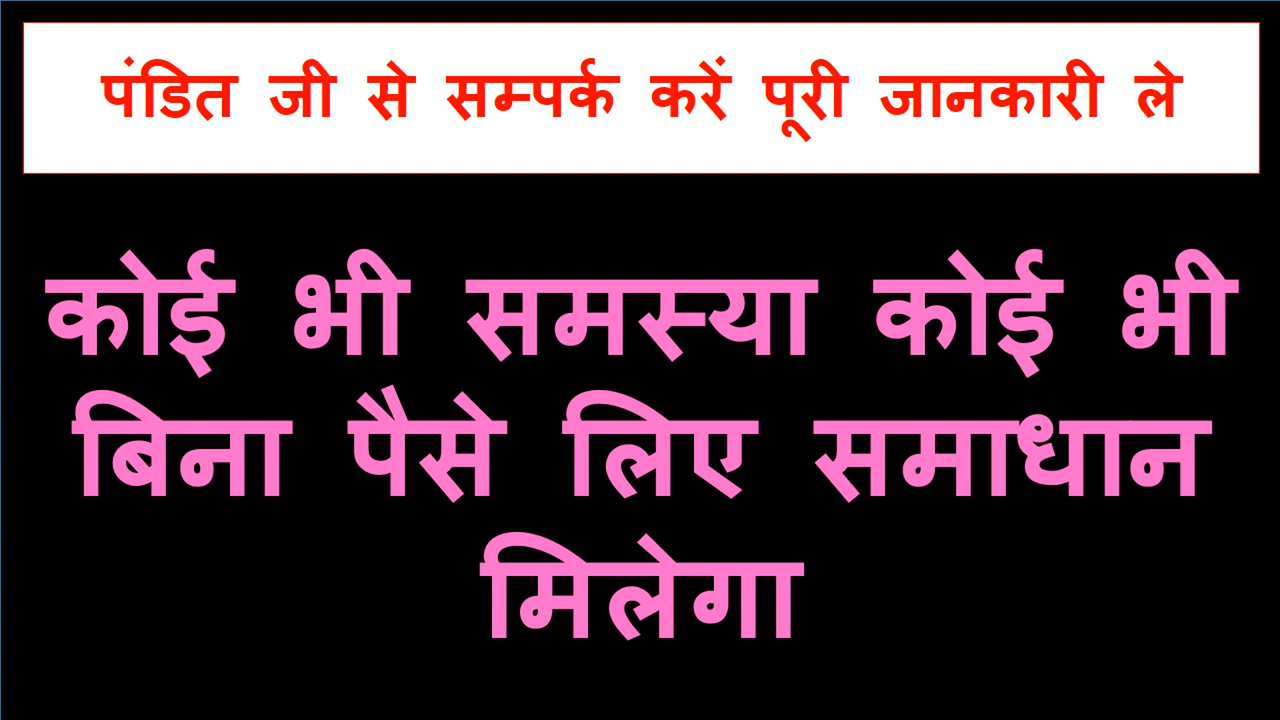 पंडित जी से सम्पर्क करें पूरी जानकारी ले
कोई भी समस्या कोई भी
बिना पैसे लिए समाधान
मिलेगा